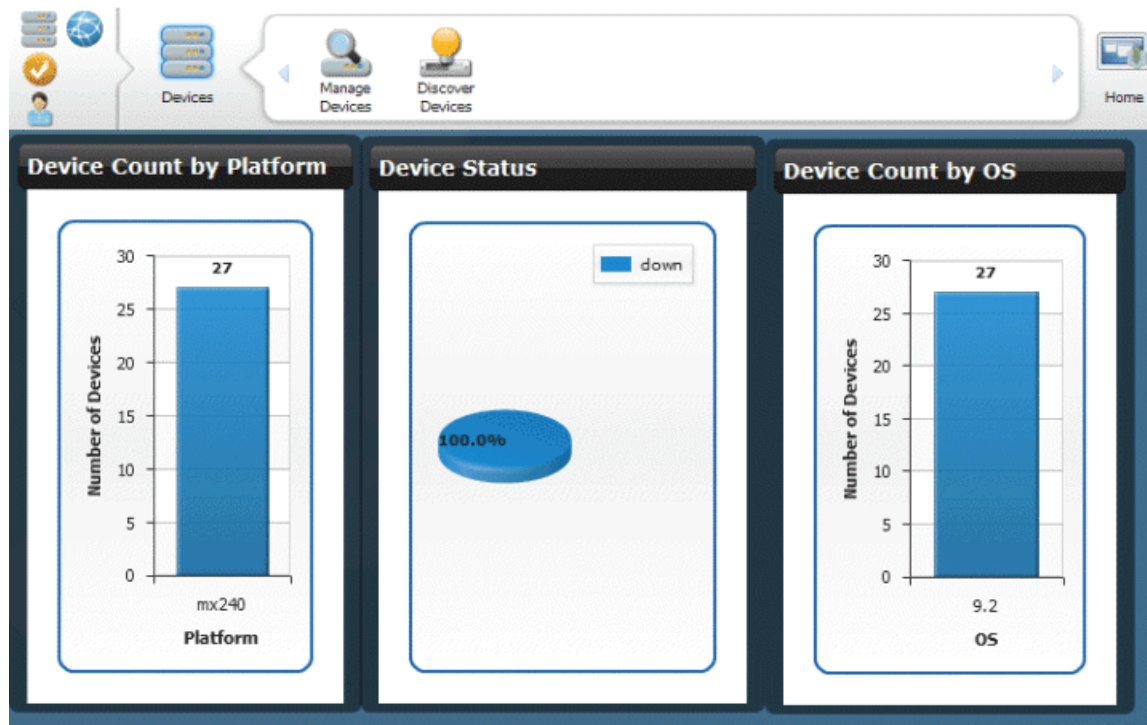 Devices
Manage
Devices
Discover
Devices
Home
Device Count by Platform
30
27
25
20
15
10
5
0
Number of Devices
mx240
Platform
Device Status
down
100.0%
Device Count by OS
30
27
25
20
15
10
5
0
Number of Devices
9.2
OS